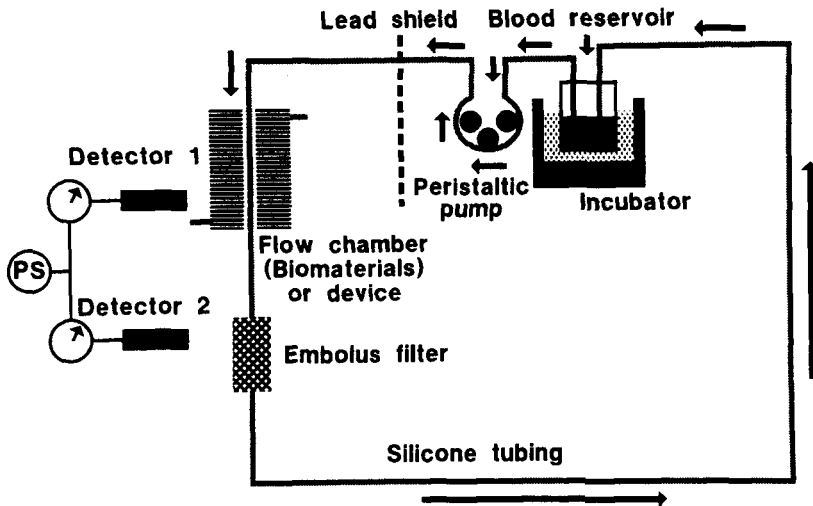 Lead shield
Blood reservoir
Detector 1
Peristaltic
pump
Incubator
Flow chamber
(Biomaterials)
or device
PS
Detector 2
Embolus filter
Silicone tubing